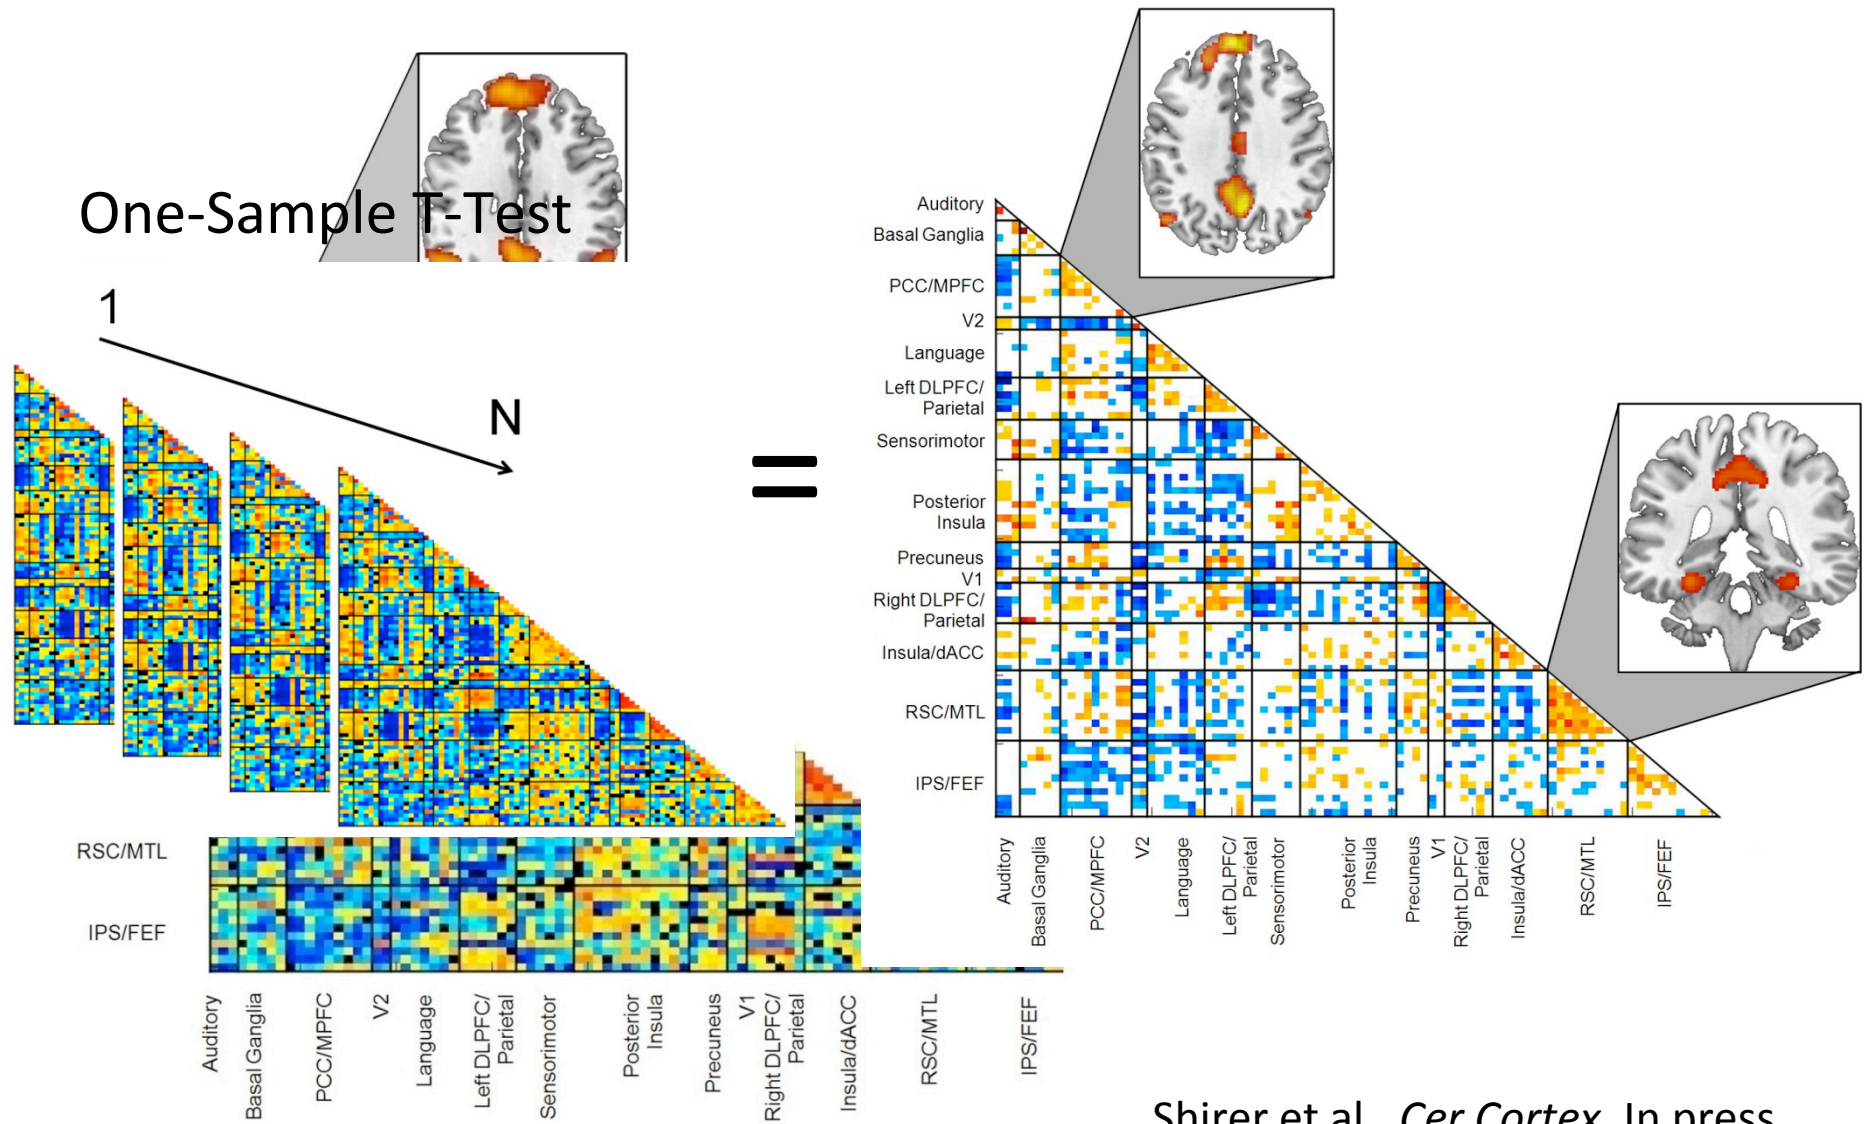 One-Sample T-Test
1
N
=
Auditory
Basal Ganglia
PCC/MPFC
V2
Language
Left DLPFC/
Parietal
Sensorimotor
Posterior
Insula
Precuneus
V1
Right DLPFC/
Parietal
Insula/dACC
RSC/MTL
IPS/FEF
Auditory
Basal Ganglia
PCC/MPFC
V2
Language
Left DLPFC/
Parietal
Sensorimotor
Posterior
Insula
Precuneus
V1
Right DLPFC/
Parietal
Insula/dACC
RSC/MTL
IPS/FEF
RSC/MTL
IPS/FEF
Auditory
Basal Ganglia
PCC/MPFC
V2
Language
Left DLPFC/
Parietal
Sensorimotor
Posterior
Insula
Precuneus
V1
Right DLPFC/
Parietal
Insula/dACC
RSC/MTL
IPS/FEF
Shirer et al., Cer Cortex, In press